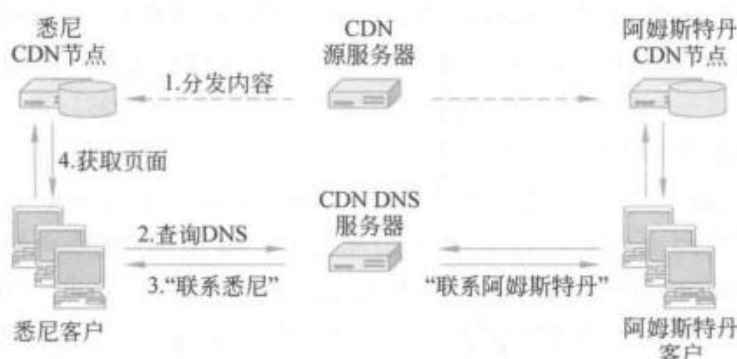 悉尼
CDN节点
CDN
源服务器
阿姆斯特丹
CDN节点
1.分发内容
4.获取页面
CDN DNS
服务器
2.查询DNS
3.“联系悉尼”
“联系阿姆斯特丹”
悉尼客户
阿姆斯特丹
客户